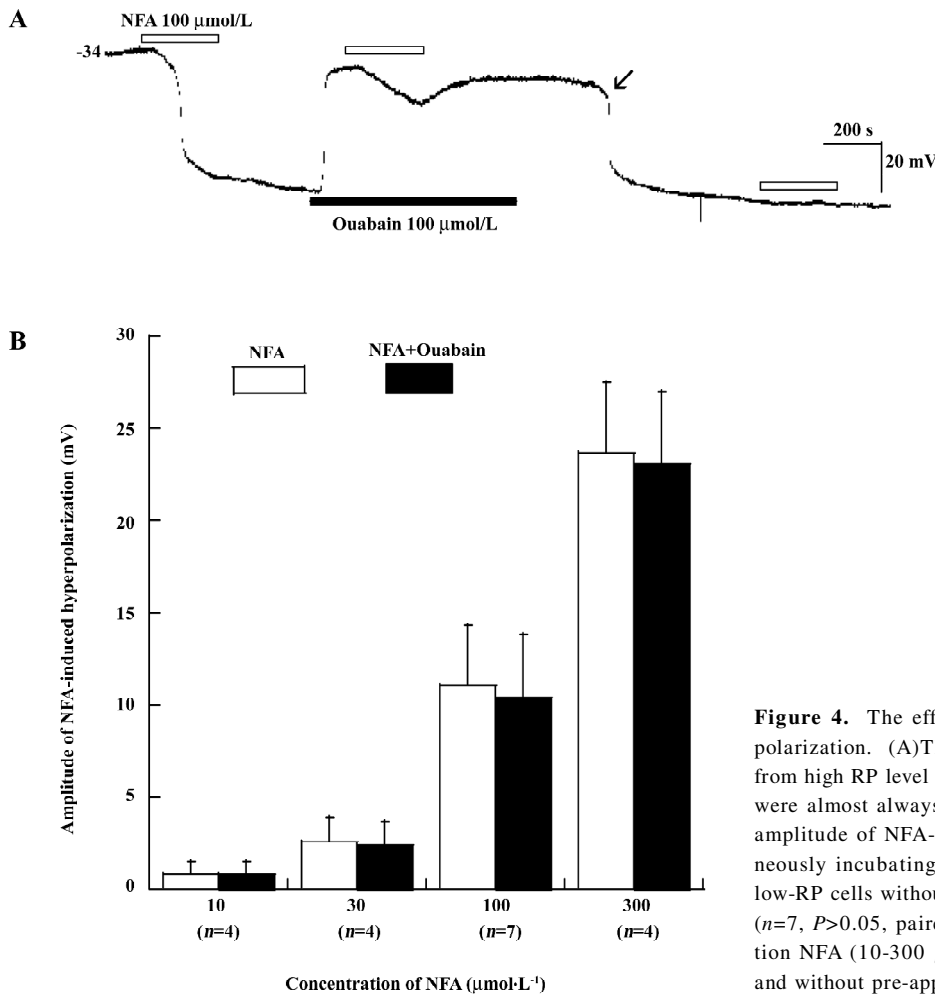 A
NFA 100 μmol/L
-34
200 s
20 mV
Ouabain 100 μmol/L
B
30
25
20
15
10
5
0
NFA
NFA+Ouabain
Amplitude of NFA-induced hyperpolarization (mV)
10 30 100 300
(n=4) (n=4) (n=7) (n=4)
Concentration of NFA (μmol·L⁻¹)
Figure 4. The eff
polarization. (A)T
from high RP level
were almost always
amplitude of NFA-
neously incubating
low-RP cells withou
(n=7, P>0.05, paire
tion NFA (10-300
and without pre-app